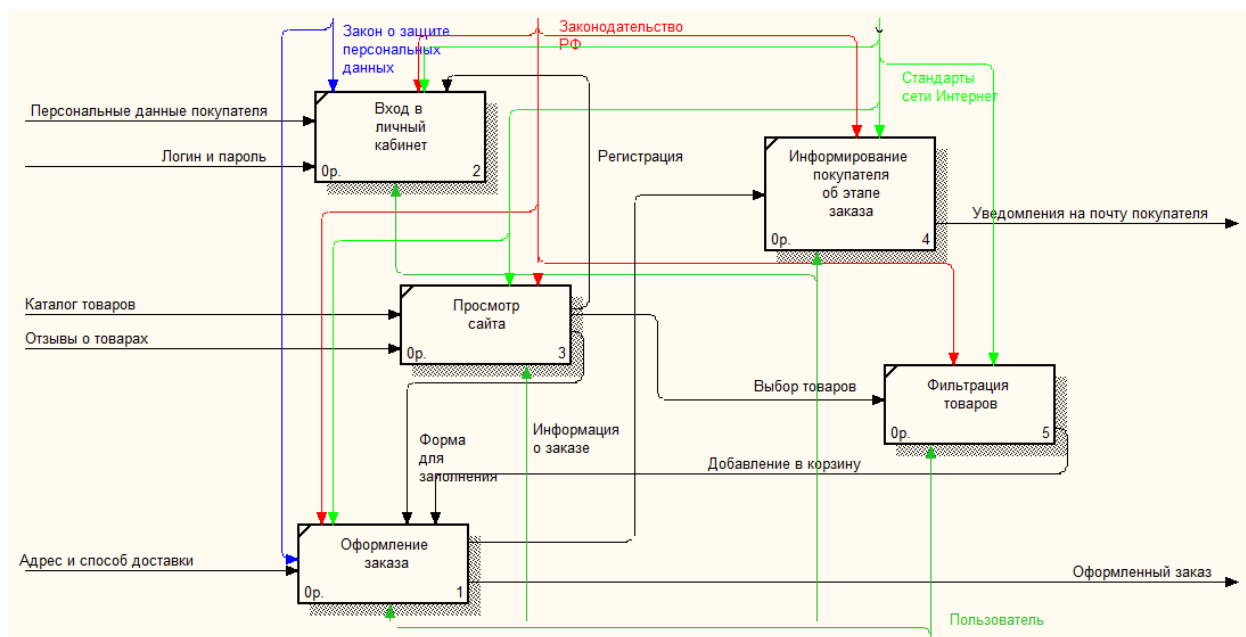 Закон о защите
персональных
данных
Законодательство
РФ
Стандарты
сети Интернет
Персональные данные покупателя
Логин и пароль
Вход в
личный
кабинет
0р.
2
Регистрация
Информирование
покупателя
об этапе
заказа
0р.
4
Уведомления на почту покупателя
Каталог товаров
Отзывы о товарах
Просмотр
сайта
0р.
3
Выбор товаров
Фильтрация
товаров
0р.
5
Форма
для
заполнения
Информация
о заказе
Добавление в корзину
Адрес и способ доставки
Оформление
заказа
0р.
1
Оформленный заказ
Пользователь